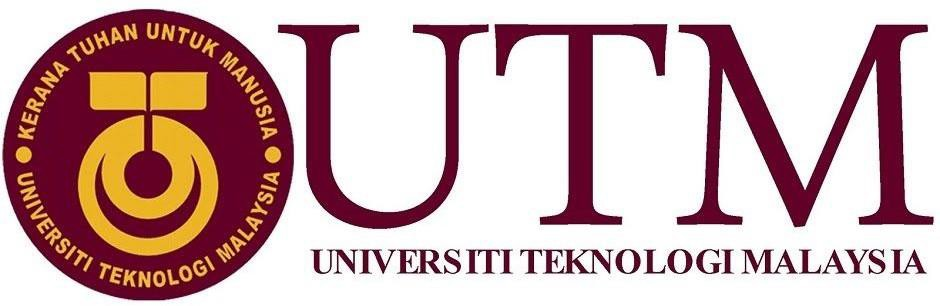 KERANA TUHAN UNTUK MANUSIA
UNIVERSITI TEKNOLOGI MALAYSIA
UTM
UNIVERSITI TEKNOLOGI MALAYSIA